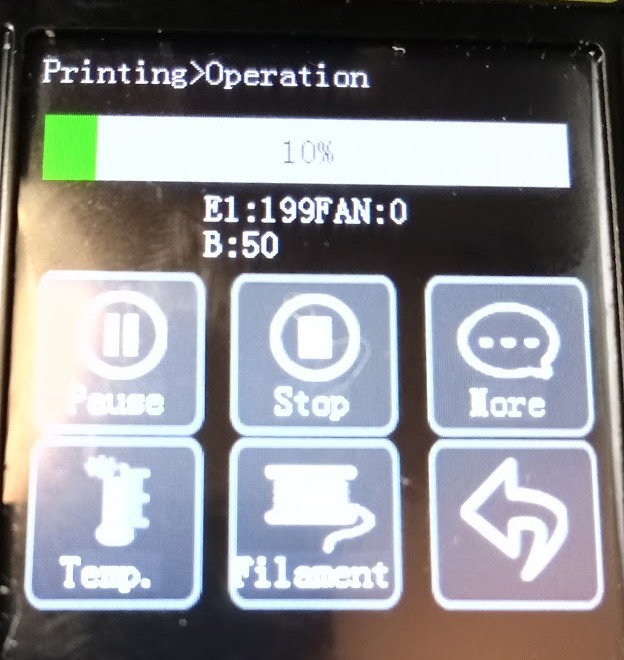 Printing>Operation
10%
E1:199FAN:0
B:50
Pause
Stop
More
Temp.
Filament